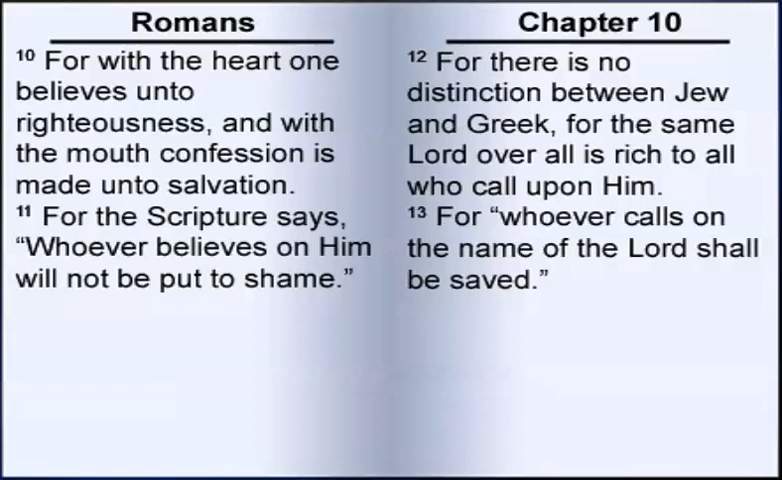 Romans
¹⁰ For with the heart one
believes unto
righteousness, and with
the mouth confession is
made unto salvation.
¹¹ For the Scripture says,
“Whoever believes on Him
will not be put to shame.”
Chapter 10
¹² For there is no
distinction between Jew
and Greek, for the same
Lord over all is rich to all
who call upon Him.
¹³ For “whoever calls on
the name of the Lord shall
be saved.”